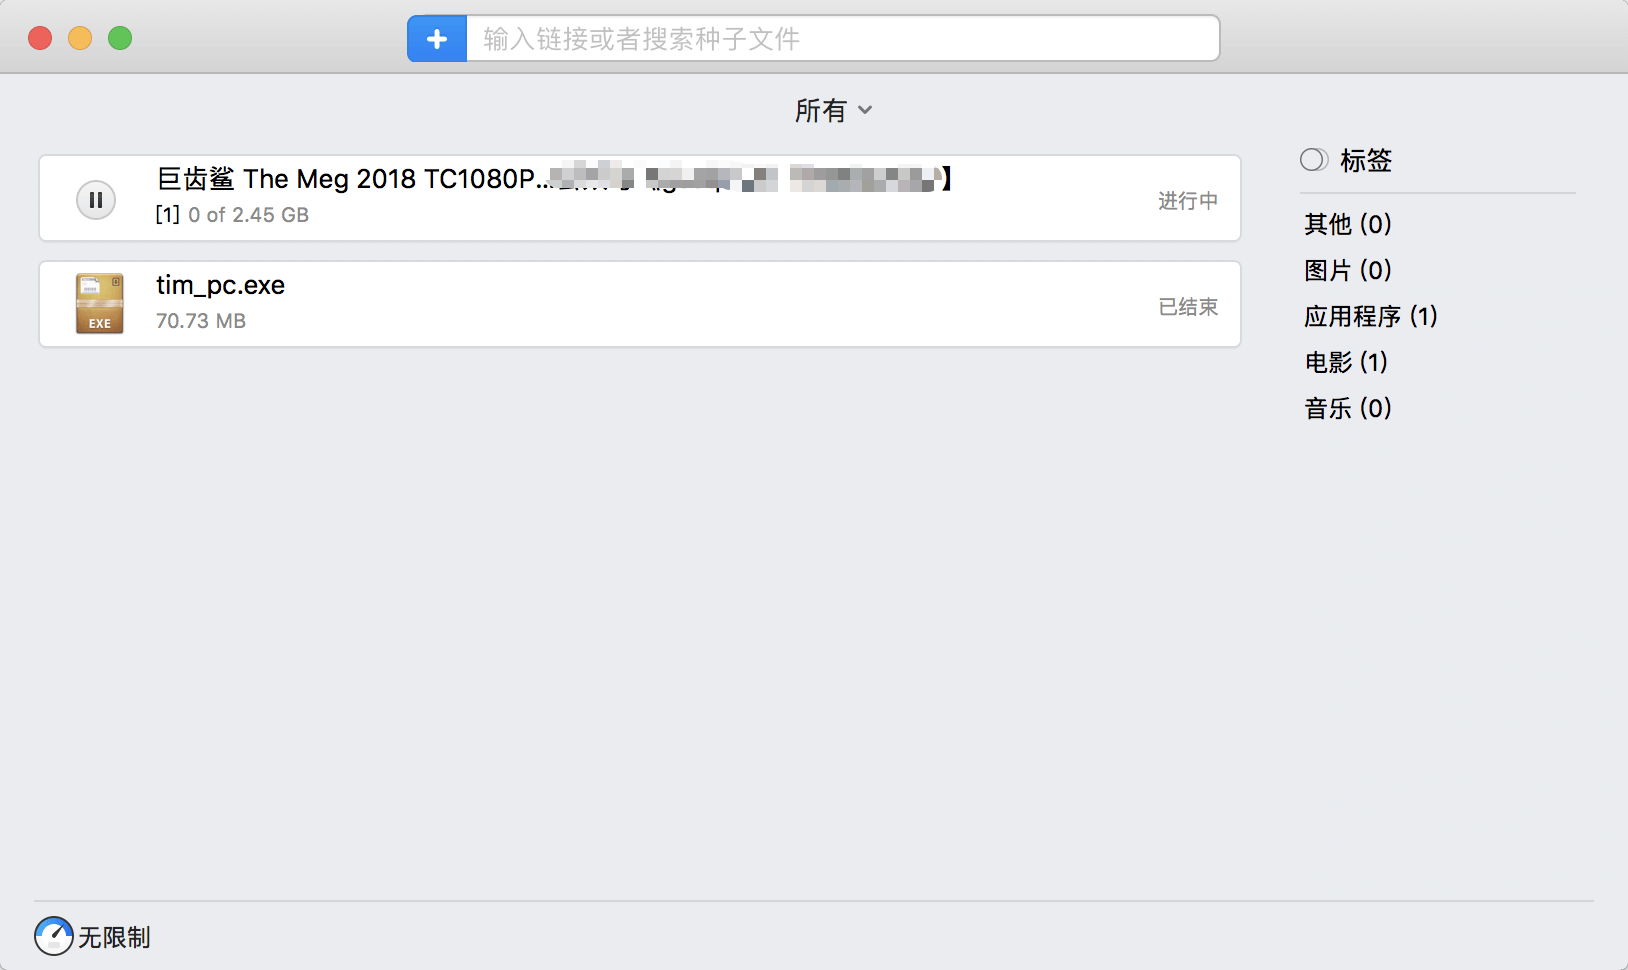 输入链接或者搜索种子文件
所有
巨齿鲨 The Meg 2018 TC1080P...
[1] 0 of 2.45 GB
进行中
EXE
tim_pc.exe
70.73 MB
已结束
标签
其他 (0)
图片 (0)
应用程序 (1)
电影 (1)
音乐 (0)
无限制